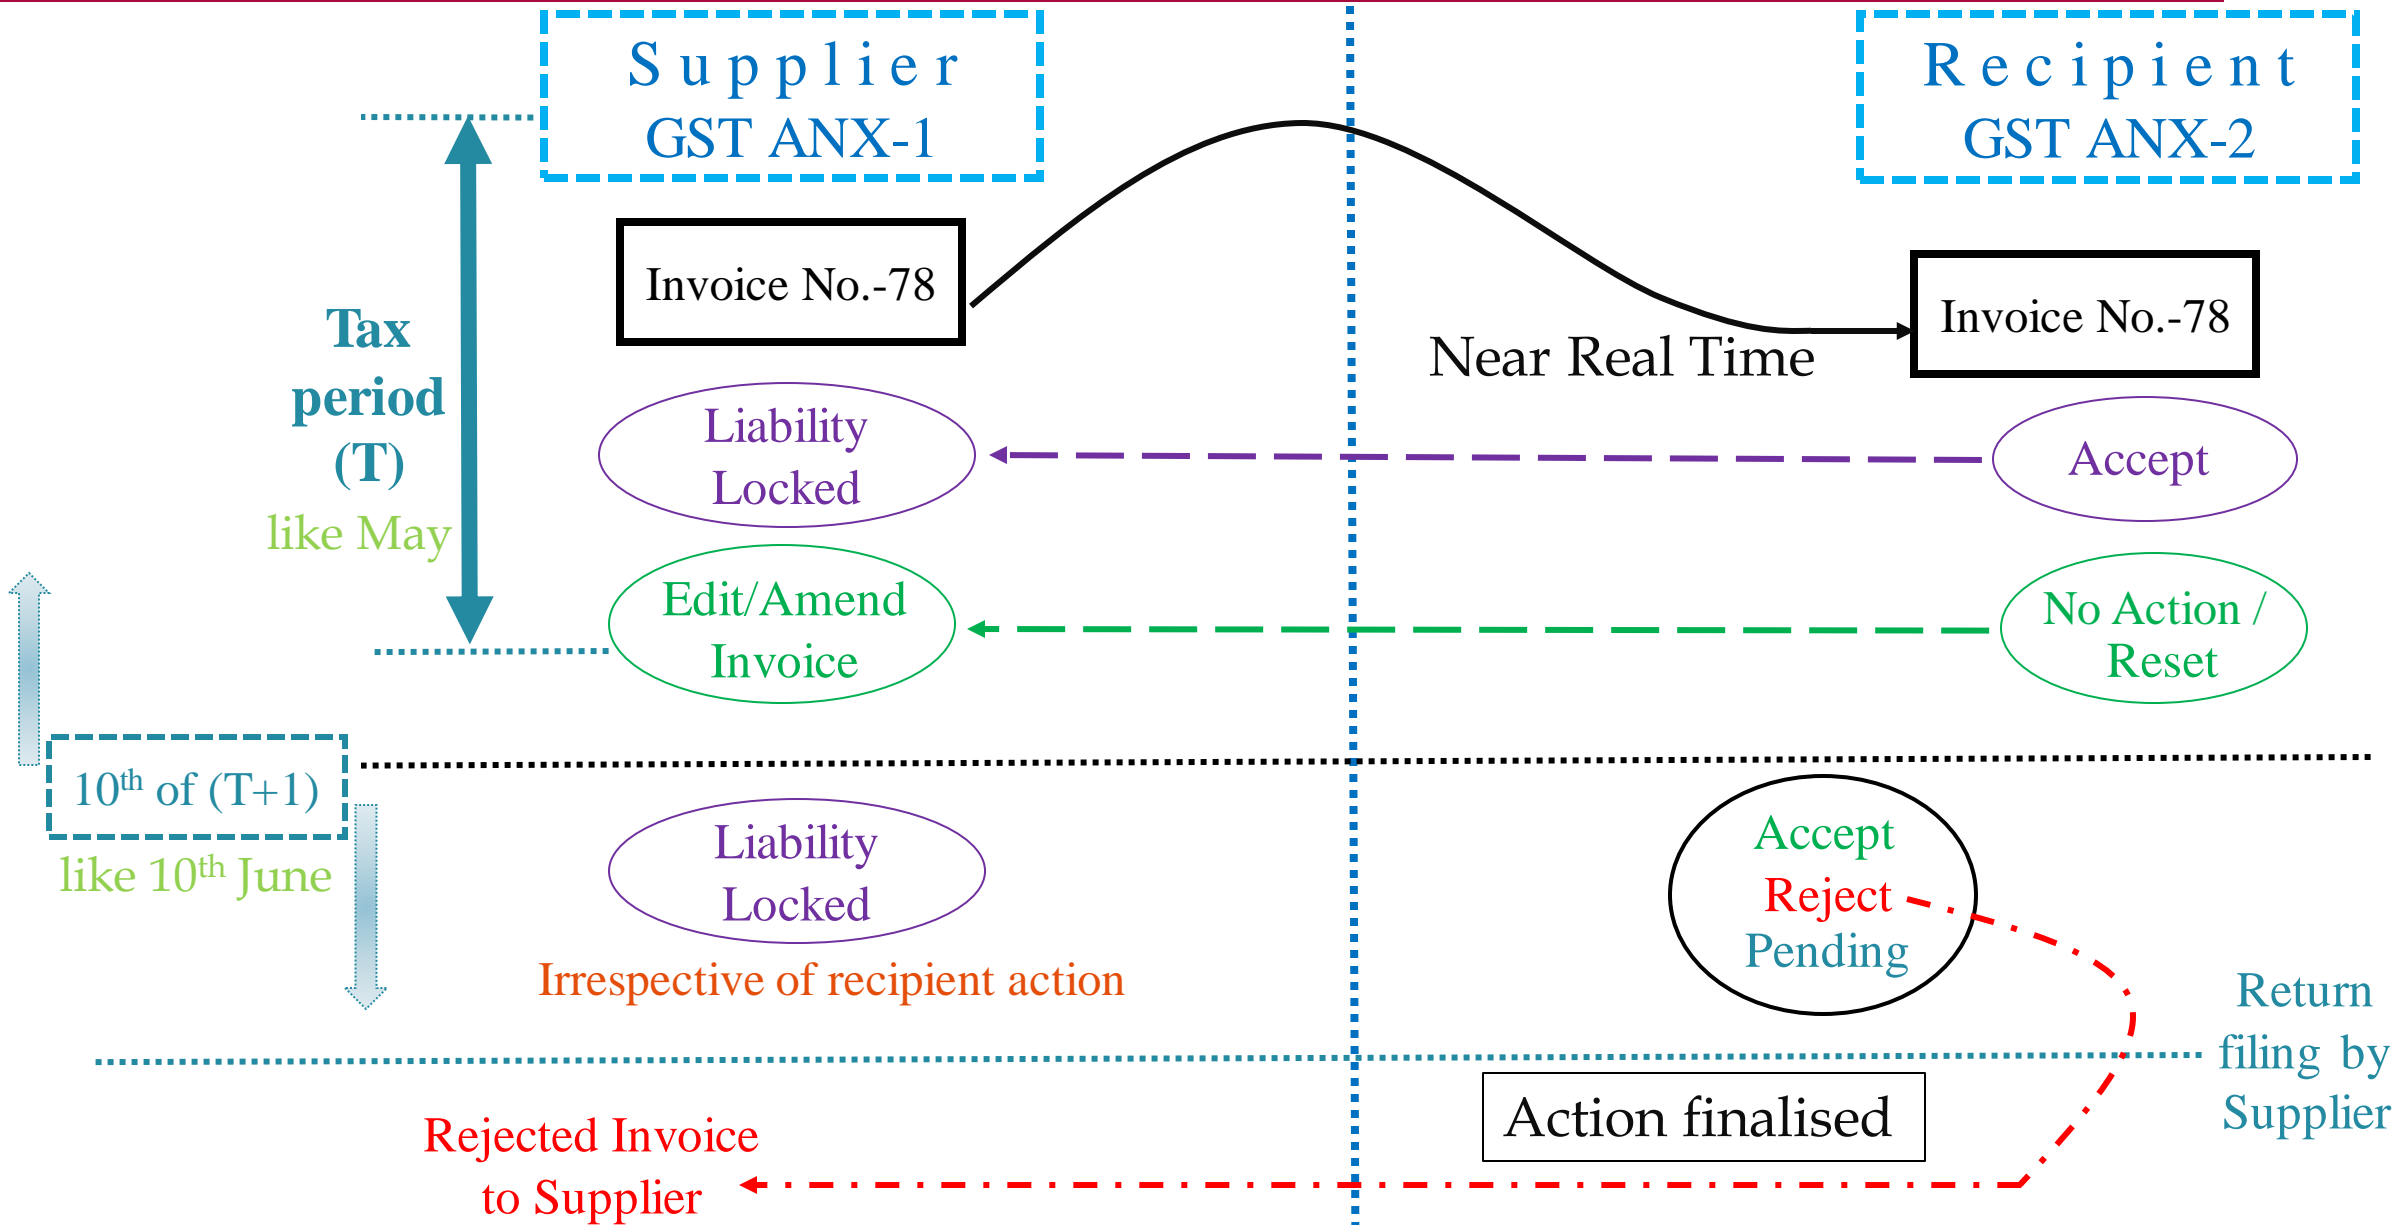 Supplier
GST ANX-1
Recipient
GST ANX-2
Invoice No.-78
Invoice No.-78
Near Real Time
Tax
period
(T)
like May
Liability
Locked
Accept
Edit/Amend
Invoice
No Action /
Reset
10th of (T+1)
like 10th June
Liability
Locked
Irrespective of recipient action
Accept
Reject
Pending
Return
filing by
Supplier
Action finalised
Rejected Invoice
to Supplier